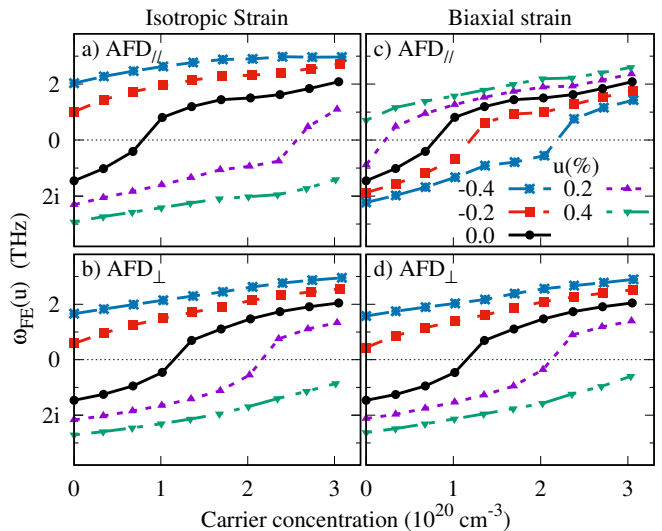 Isotropic Strain
Biaxial strain
a) AFD//
c) AFD//
2
0
2i
u(%)
-0.4
0.2
-0.2
0.4
0.0
b) AFD⊥
d) AFD⊥
2
0
2i
ω_FE(u) (THz)
0 1 2 3 0 1 2 3
Carrier concentration (10^20 cm^-3)